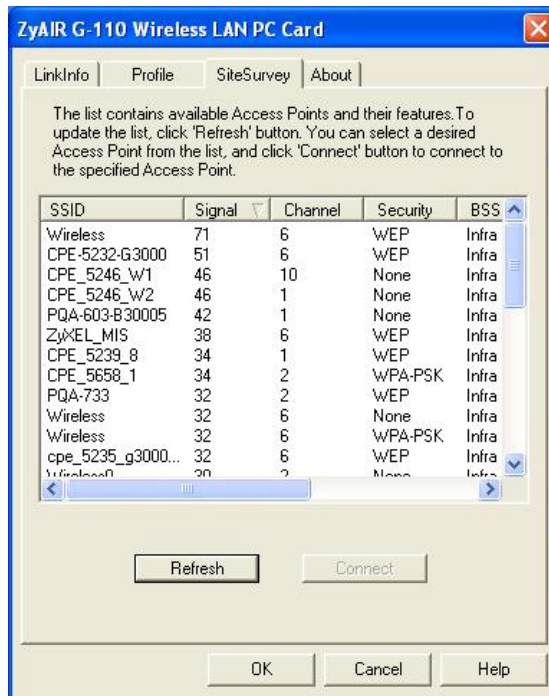 ZyAIR G-110 Wireless LAN PC Card
LinkInfo Profile SiteSurvey About
The list contains available Access Points and their features.To
update the list, click 'Refresh' button. You can select a desired
Access Point from the list, and click 'Connect' button to connect to
the specified Access Point.
SSID Signal Channel Security BSS
Wireless 71 6 WEP Infra
CPE-5232-G3000 51 6 WEP Infra
CPE_5246_W1 46 10 None Infra
CPE_5246_W2 46 1 None Infra
PQA-603-B30005 42 1 None Infra
ZyXEL_MIS 38 6 WEP Infra
CPE_5239_8 34 1 WEP Infra
CPE_5658_1 34 2 WPA-PSK Infra
PQA-733 32 2 WEP Infra
Wireless 32 6 None Infra
Wireless 32 6 WPA-PSK Infra
cpe_5235_g3000... 32 6 WEP Infra
Refresh Connect
OK Cancel Help